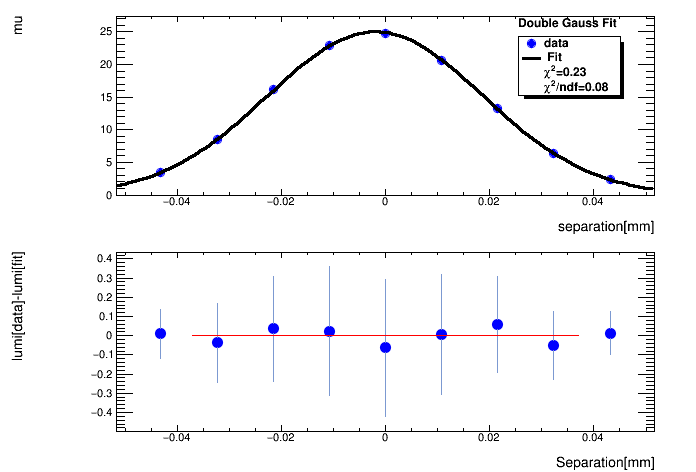 mu
Double Gauss Fit
data
Fit
χ²=0.23
χ²/ndf=0.08
25
20
15
10
5
0
−0.04 −0.02 0 0.02 0.04
separation[mm]
lumi[data]-lumi[fit]
0.4
0.3
0.2
0.1
0
−0.1
−0.2
−0.3
−0.4
−0.04 −0.02 0 0.02 0.04
Separation[mm]